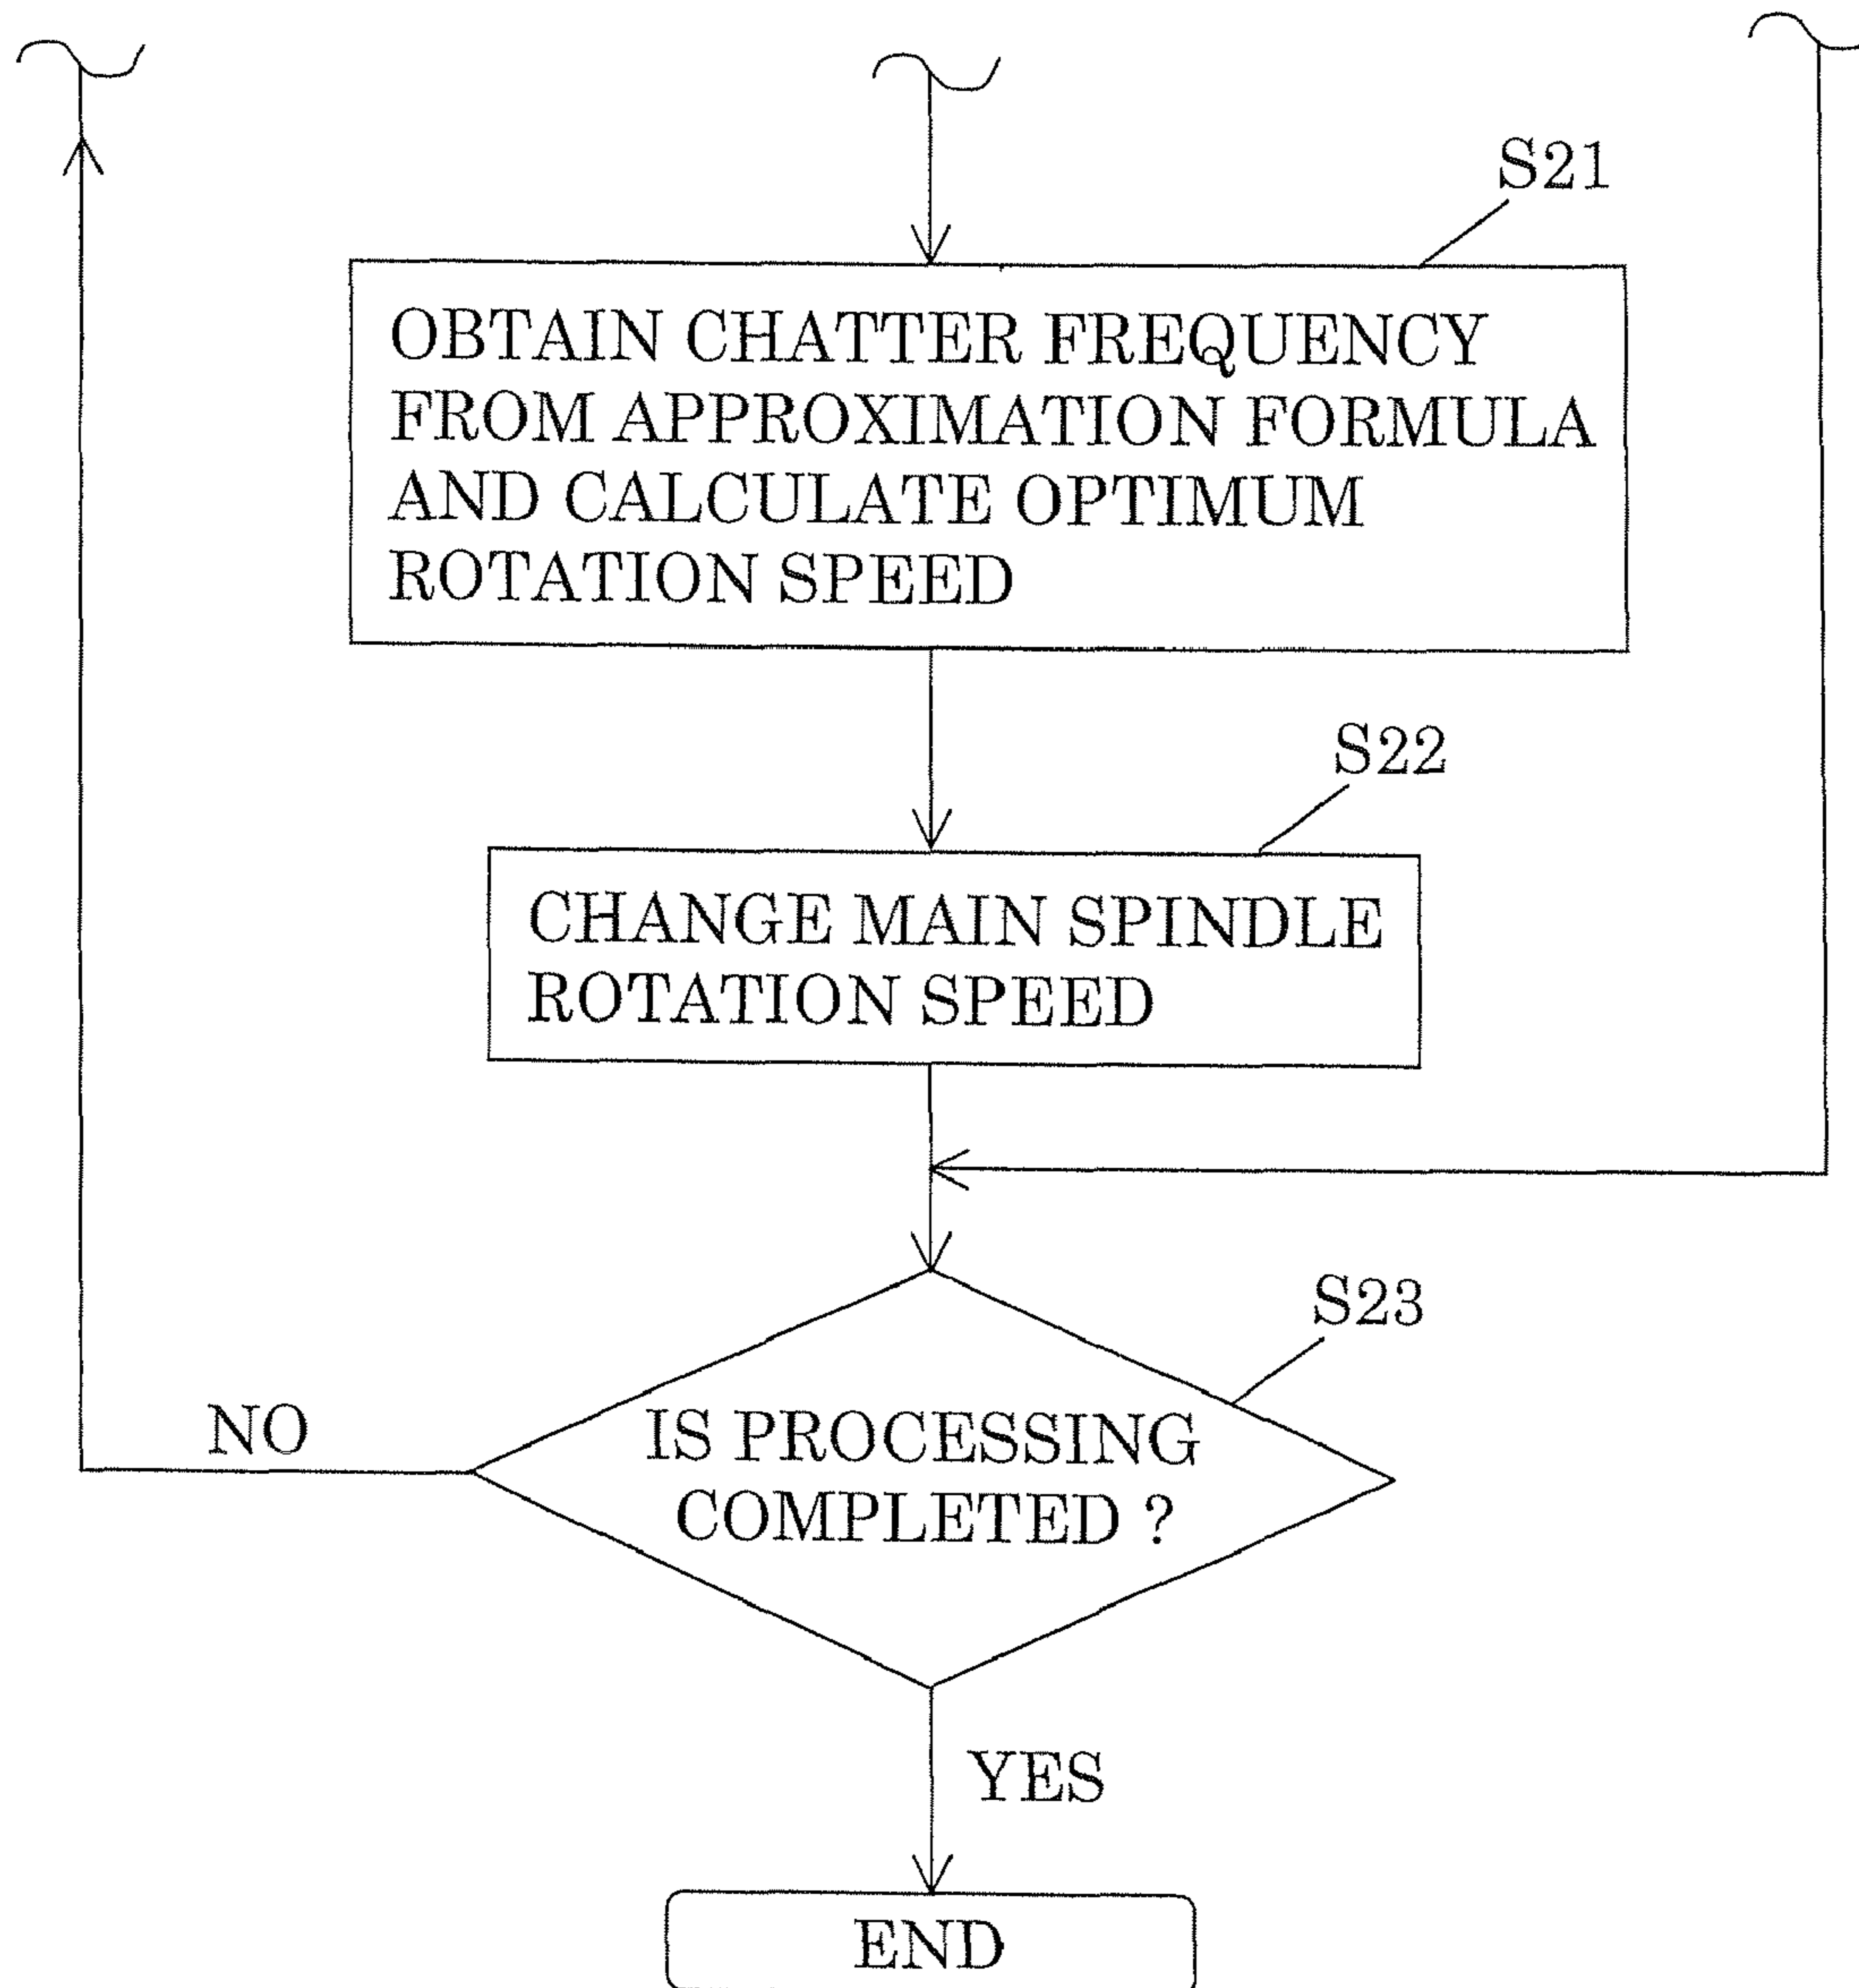 S21
OBTAIN CHATTER FREQUENCY
FROM APPROXIMATION FORMULA
AND CALCULATE OPTIMUM
ROTATION SPEED
S22
CHANGE MAIN SPINDLE
ROTATION SPEED
S23
NO
IS PROCESSING
COMPLETED ?
YES
END